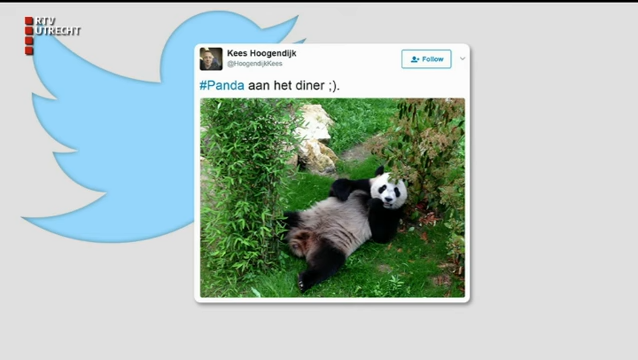 RTV
UTRECHT
Kees Hoogendijk
@HoogendijkKees
Follow
#Panda aan het diner ;).